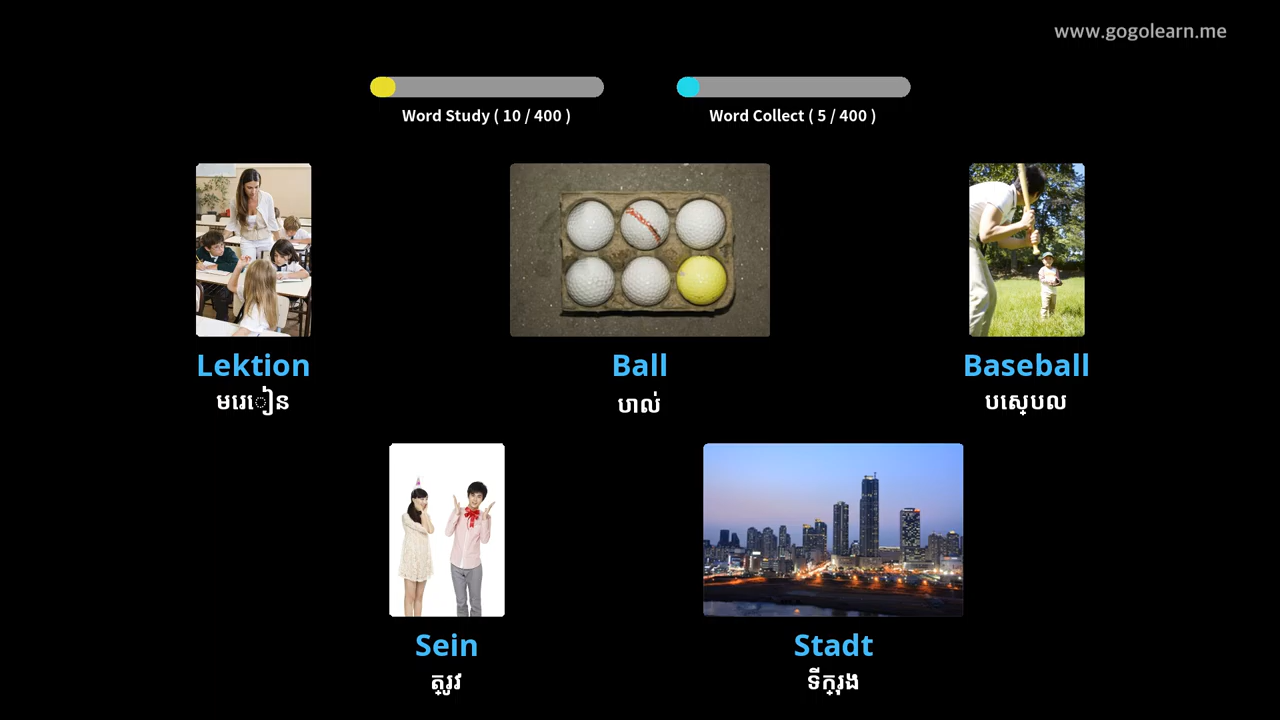 www.gogolearn.me
Word Study ( 10 / 400 )
Word Collect ( 5 / 400 )
Lektion
Ball
Baseball
មេរៀន
បាល់
បេស្បល
Sein
Stadt
ត្រូវ
ទីក្រុង